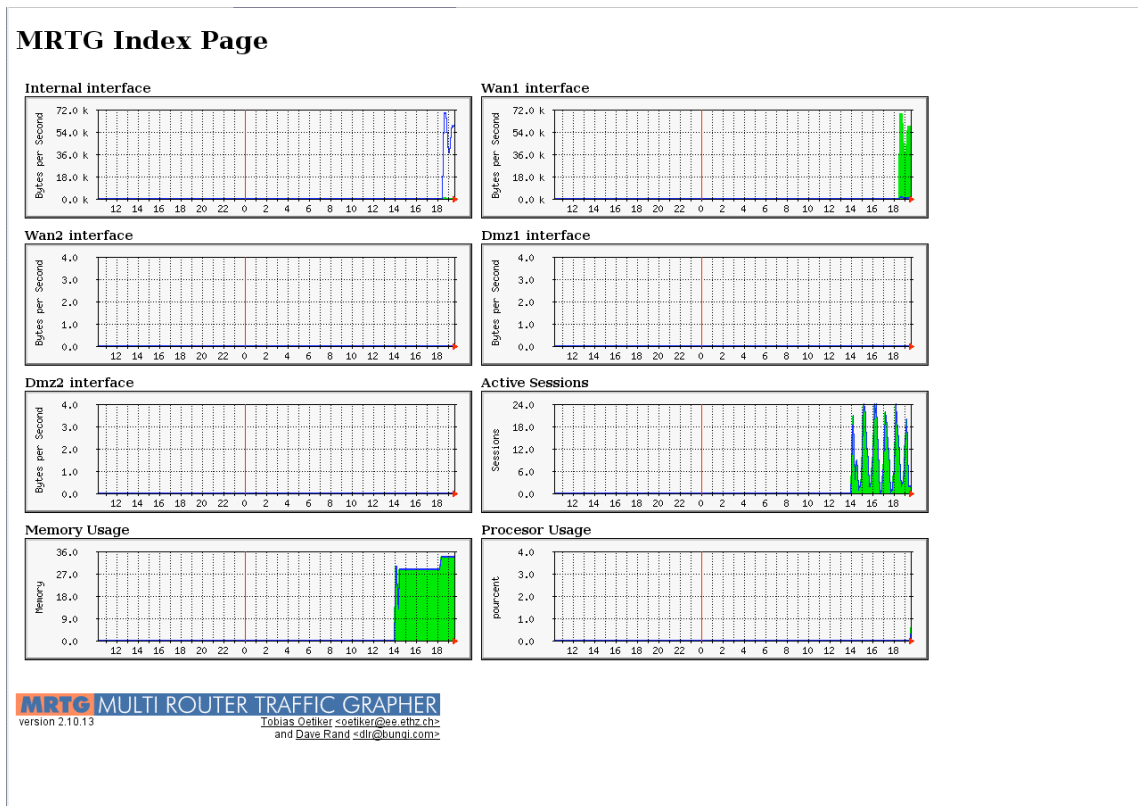 MRTG Index Page
Internal interface
Bytes per Second
72.0 k
54.0 k
36.0 k
18.0 k
0.0 k
12 14 16 18 20 22 0 2 4 6 8 10 12 14 16 18
Wan1 interface
Bytes per Second
72.0 k
54.0 k
36.0 k
18.0 k
0.0 k
12 14 16 18 20 22 0 2 4 6 8 10 12 14 16 18
Wan2 interface
Bytes per Second
4.0
3.0
2.0
1.0
0.0
12 14 16 18 20 22 0 2 4 6 8 10 12 14 16 18
Dmz1 interface
Bytes per Second
4.0
3.0
2.0
1.0
0.0
12 14 16 18 20 22 0 2 4 6 8 10 12 14 16 18
Dmz2 interface
Bytes per Second
4.0
3.0
2.0
1.0
0.0
12 14 16 18 20 22 0 2 4 6 8 10 12 14 16 18
Active Sessions
Sessions
24.0
18.0
12.0
6.0
0.0
12 14 16 18 20 22 0 2 4 6 8 10 12 14 16 18
Memory Usage
Memory
36.0
27.0
18.0
9.0
0.0
12 14 16 18 20 22 0 2 4 6 8 10 12 14 16 18
Procesor Usage
pourcent
4.0
3.0
2.0
1.0
0.0
12 14 16 18 20 22 0 2 4 6 8 10 12 14 16 18
MRTG MULTI ROUTER TRAFFIC GRAPHER
version 2.10.13
Tobias Oetiker <oetiker@ee.ethz.ch>
and Dave Rand <dlr@bungi.com>